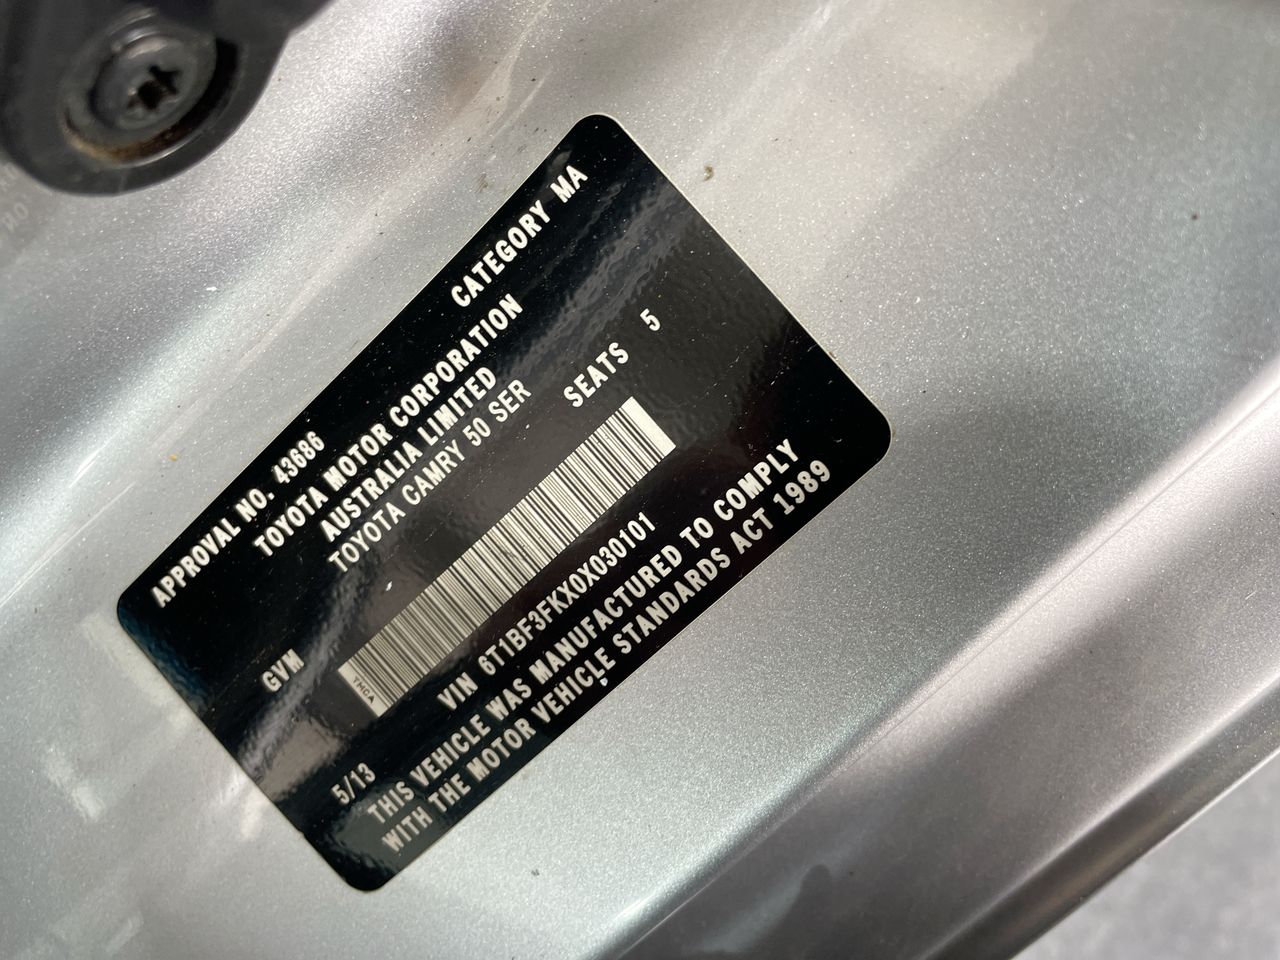 APPROVAL NO. 43686 CATEGORY MA
TOYOTA MOTOR CORPORATION
AUSTRALIA LIMITED
TOYOTA CAMRY 50 SER
GVM SEATS 5
YMCA
VIN 6T1BF3FKX0X030101
5/13
THIS VEHICLE WAS MANUFACTURED TO COMPLY
WITH THE MOTOR VEHICLE STANDARDS ACT 1989